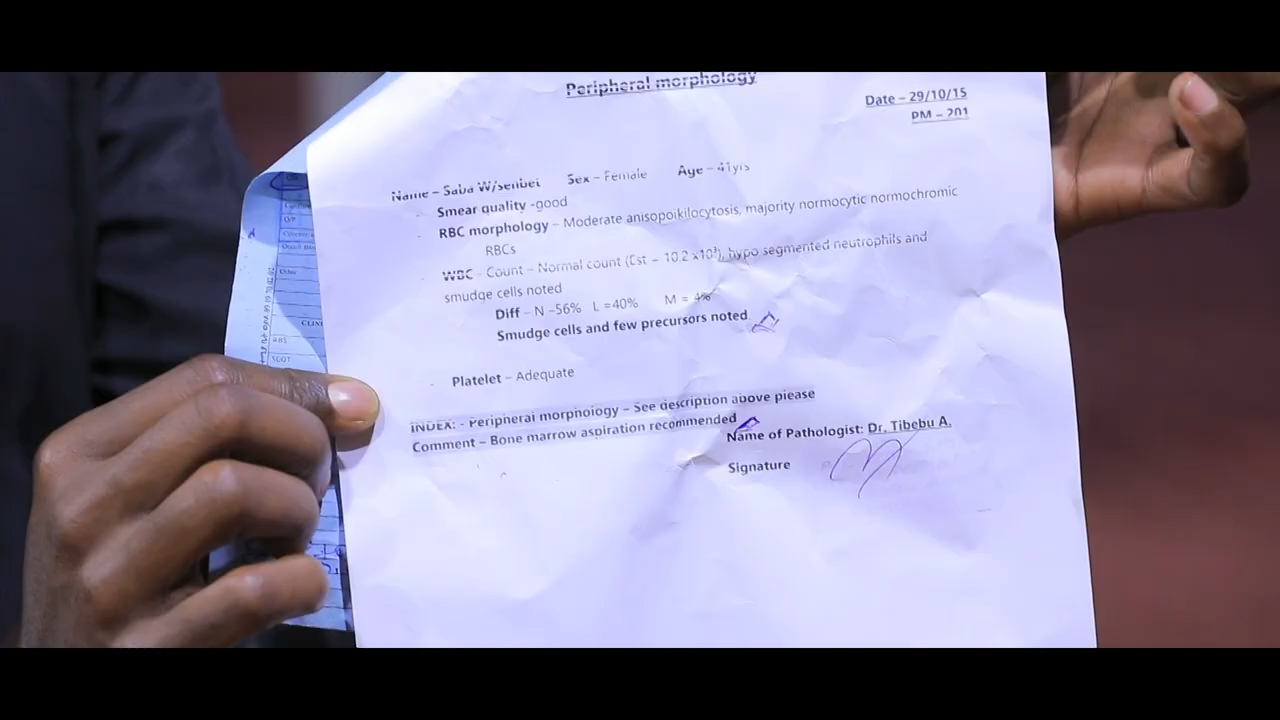 Peripheral morphology
Date – 29/10/15
PM – 201
Name – Saba W/senbet Sex – Female Age – 41yrs
Smear quality -good
RBC morphology – Moderate anisopoikilocytosis, majority normocytic normochromic
RBCs
WBC - Count – Normal count (Est – 10.2 x10³), hypo segmented neutrophils and
smudge cells noted
Diff – N –56% L =40% M = 4%
Smudge cells and few precursors noted
Platelet – Adequate
INDEX: - Peripheral morphology – See description above please
Comment – Bone marrow aspiration recommended
Name of Pathologist: Dr. Tibebu A.
Signature
O/P
Other
RBS
SGOT